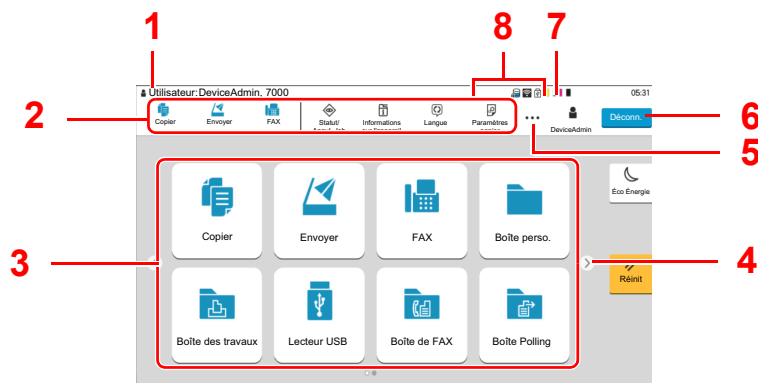 1
8
7
Utilisateur:DeviceAdmin, 7000
05:31
2
Copier
Envoyer
FAX
Statut/
Informations
Langue
Paramètres
DeviceAdmin
Déconn.
6
5
Éco Énergie
Copier
Envoyer
FAX
Boîte perso.
3
4
Réinit
Boîte des travaux
Lecteur USB
Boîte de FAX
Boîte Polling